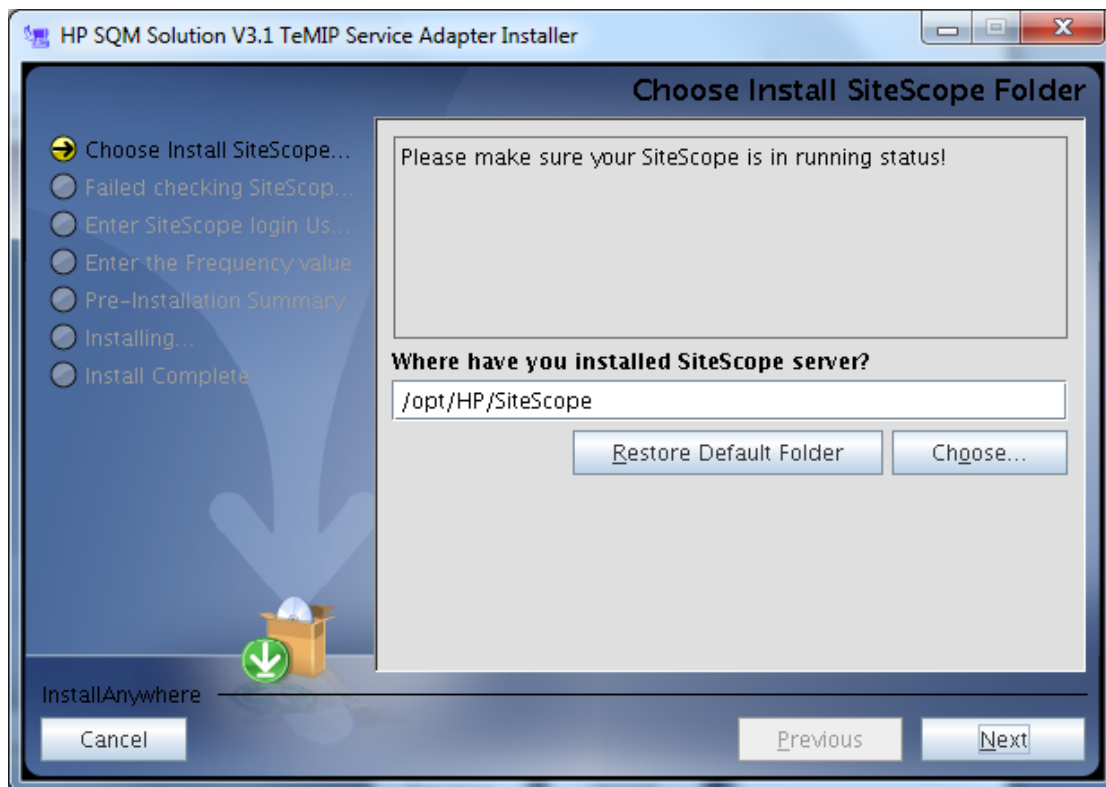 HP SQM Solution V3.1 TeMIP Service Adapter Installer
Choose Install SiteScope Folder
Choose Install SiteScope...
Failed checking SiteScop...
Enter SiteScope login Us...
Enter the Frequency value
Pre-Installation Summary
Installing...
Install Complete
Please make sure your SiteScope is in running status!
Where have you installed SiteScope server?
/opt/HP/SiteScope
Restore Default Folder
Choose...
InstallAnywhere
Cancel
Previous
Next